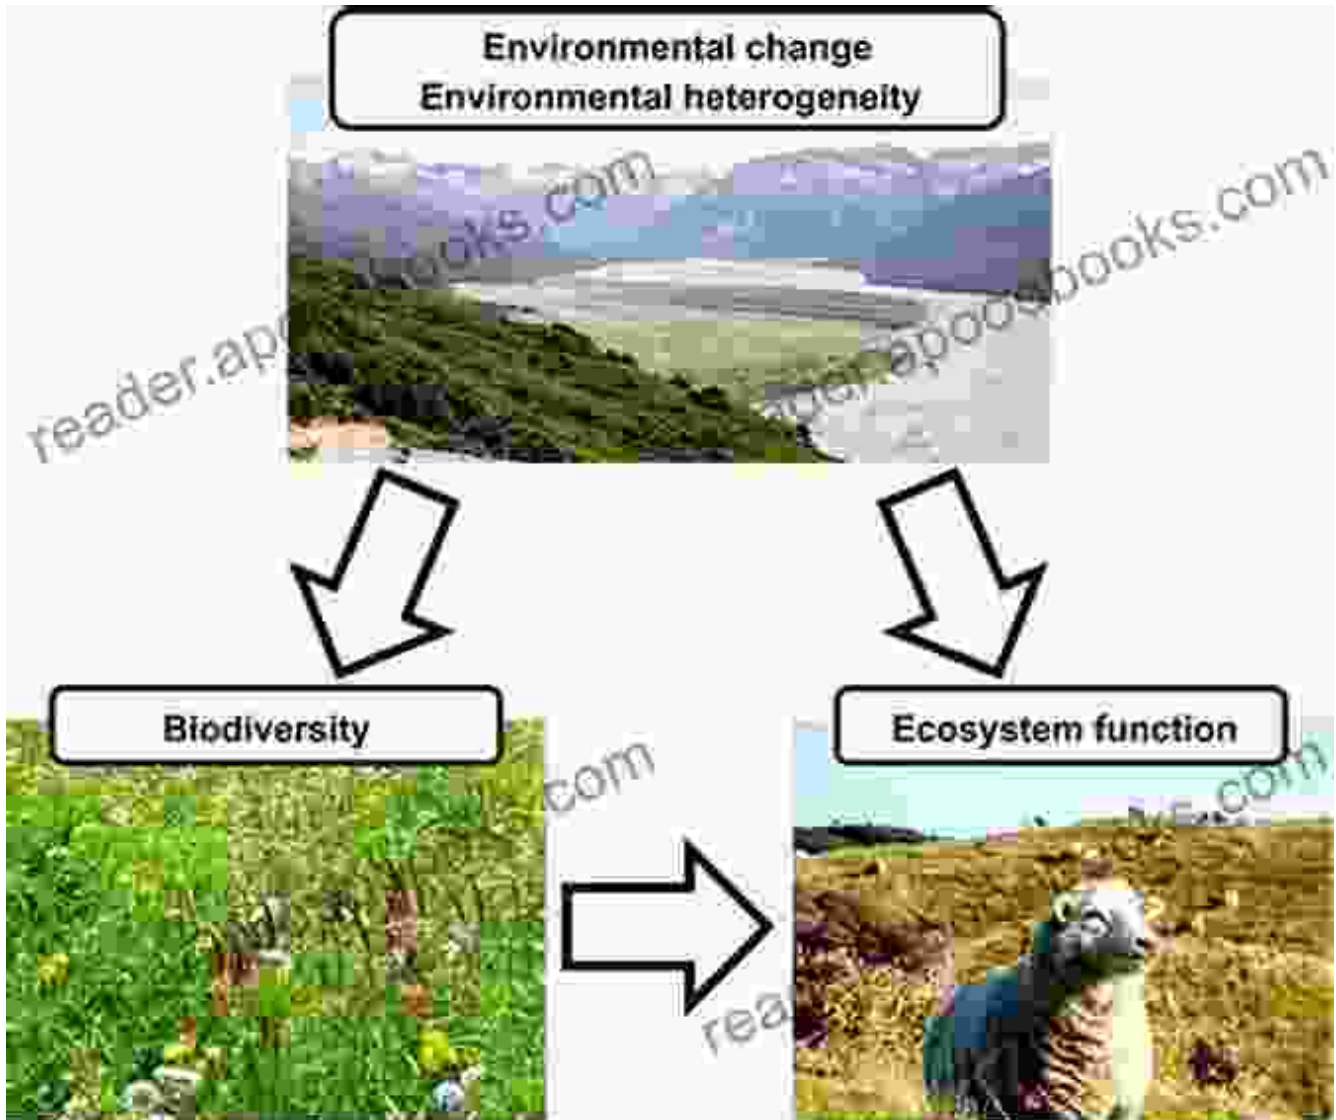 Environmental change
Environmental heterogeneity
Biodiversity
Ecosystem function